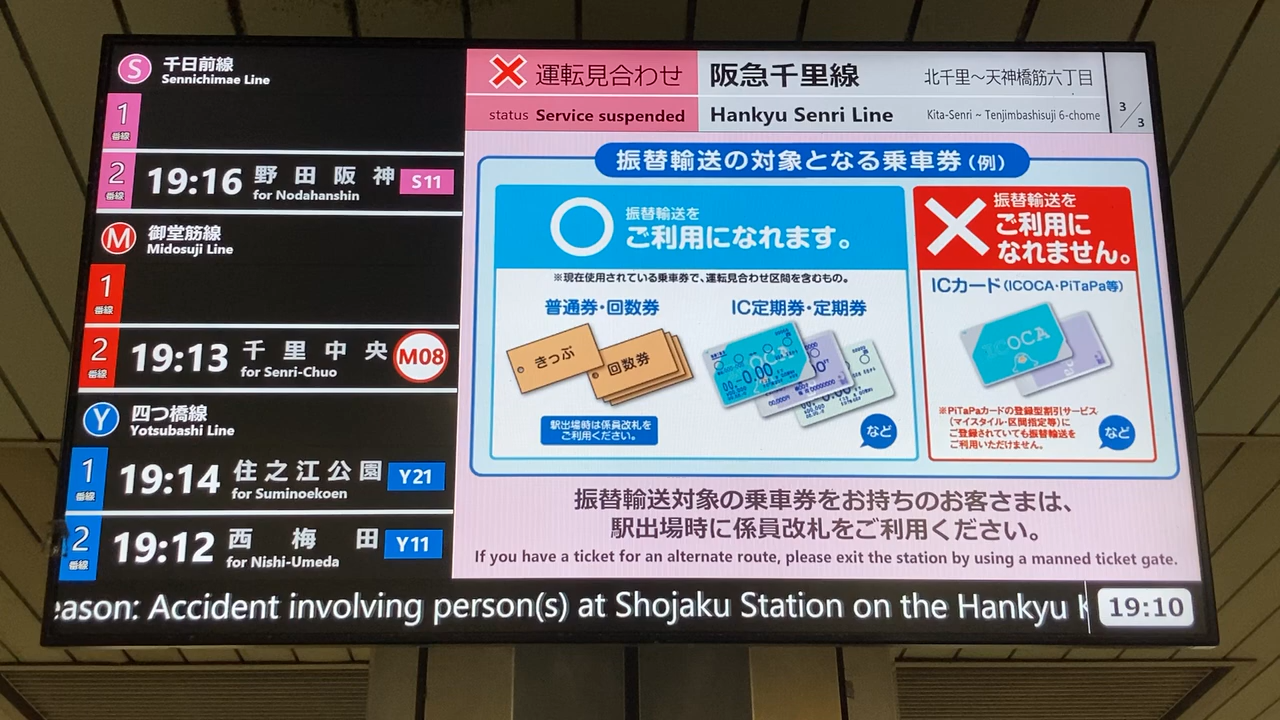 S 千日前線
Sennichimae Line
1
番線
2
番線
19:16 野田阪神 S11
for Nodahanshin
M 御堂筋線
Midosuji Line
1
番線
2
番線
19:13 千里中央 M08
for Senri-Chuo
Y 四つ橋線
Yotsubashi Line
1
番線
19:14 住之江公園 Y21
for Suminoekoen
2
番線
19:12 西梅田 Y11
for Nishi-Umeda
運転見合わせ 阪急千里線 北千里～天神橋筋六丁目
status Service suspended Hankyu Senri Line Kita-Senri ~ Tenjimbashisuji 6-chome
3/3
振替輸送の対象となる乗車券(例)
振替輸送を
ご利用になれます。
※現在使用されている乗車券で、運転見合わせ区間を含むもの。
普通券・回数券
きっぷ
回数券
駅出場時は係員改札を
ご利用ください。
IC定期券・定期券
など
振替輸送を
ご利用に
なれません。
ICカード(ICOCA・PiTaPa等)
ICOCA
※PiTaPaカードの登録型割引サービス
(マイスタイル・区間指定等)に
ご登録されていても振替輸送を
ご利用いただけません。
など
振替輸送対象の乗車券をお持ちのお客さまは、
駅出場時に係員改札をご利用ください。
If you have a ticket for an alternate route, please exit the station by using a manned ticket gate.
eason: Accident involving person(s) at Shojaku Station on the Hankyu K
19:10